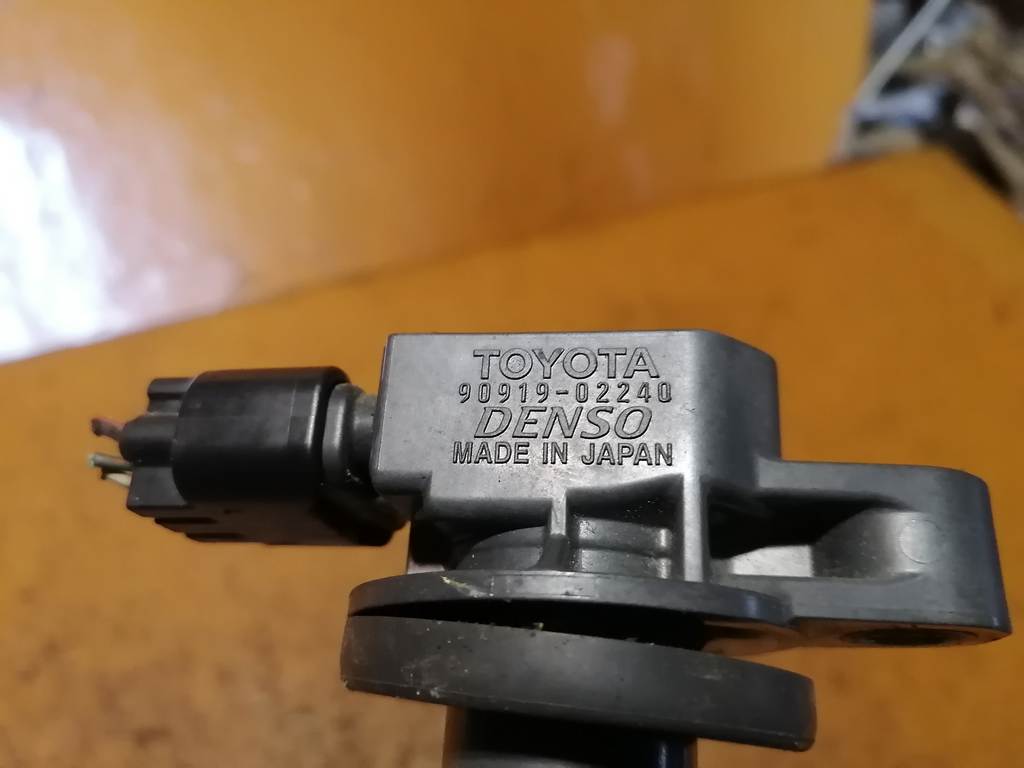 TOYOTA
90919-02240
DENSO
MADE IN JAPAN